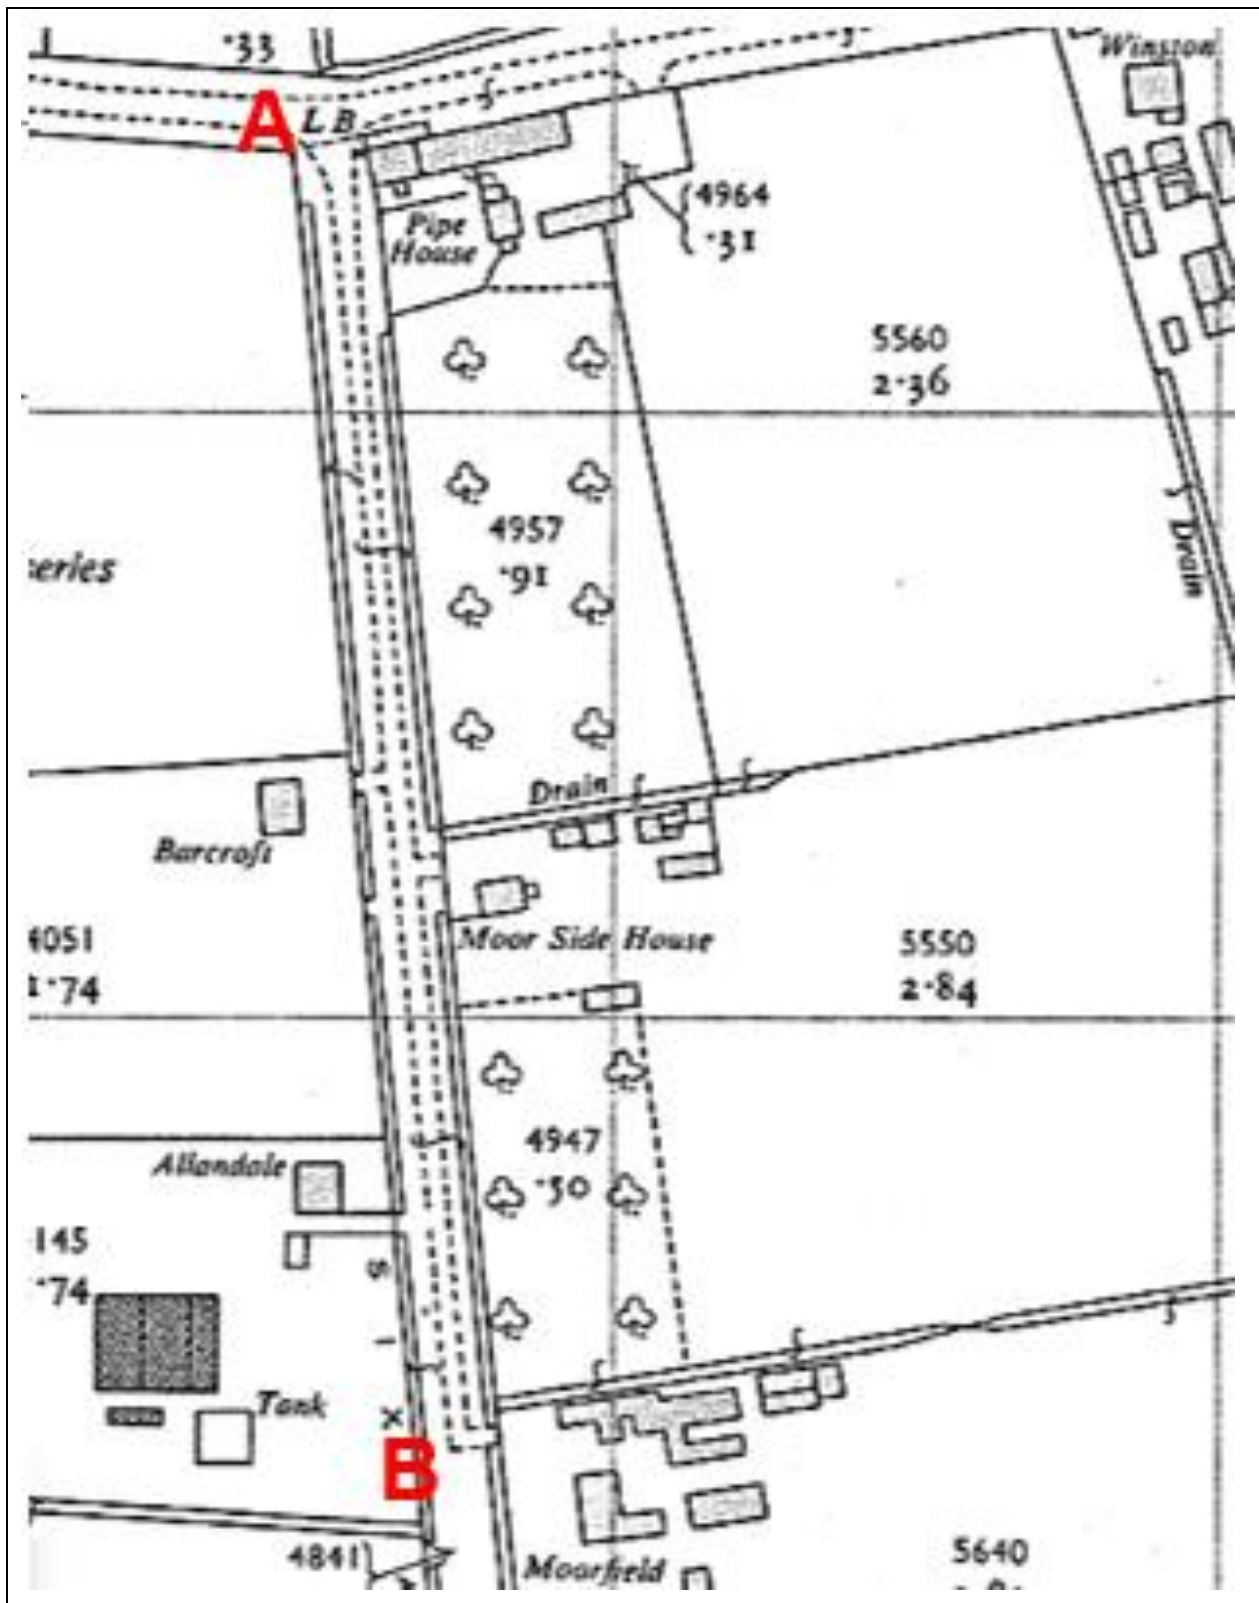 ·33
Winston
A
L B
4964
·31
Pipe
House
5560
2·36
4957
·91
Drain
eries
Drain
Barcroft
Moor Side House
4051
1·74
5550
2·84
4947
·50
Allandale
145
·74
S
I
X
Tank
B
4841
Moorfield
5640